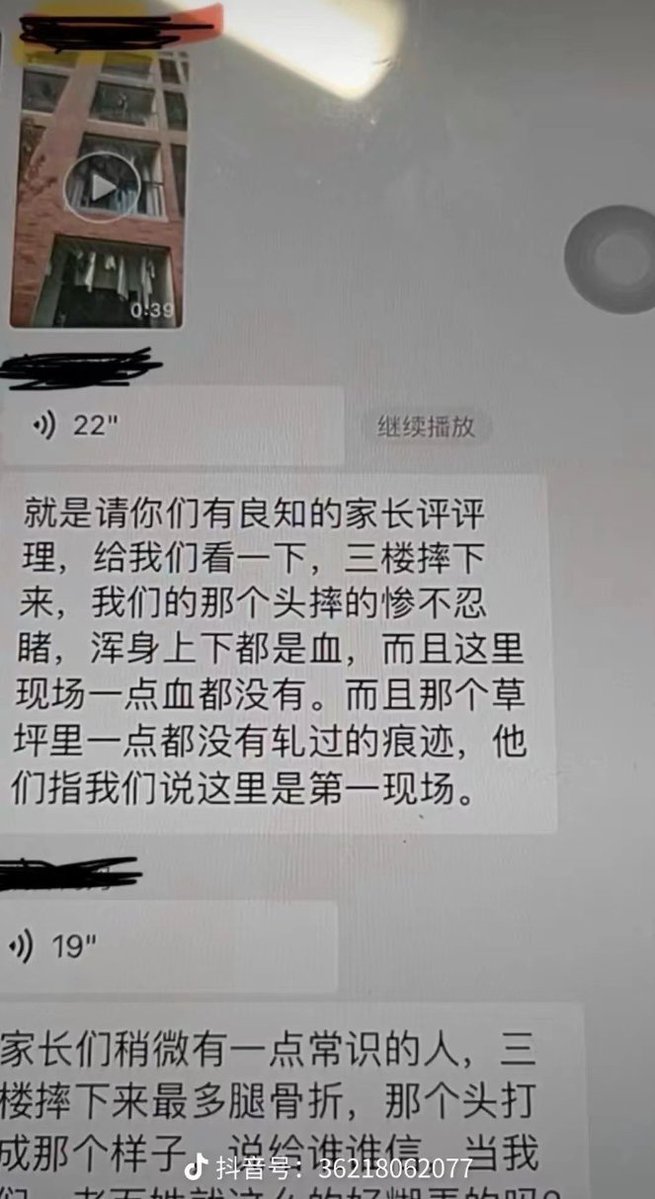 0:39
22"
继续播放
就是请你们有良知的家长评评
理，给我们看一下，三楼摔下
来，我们的那个头摔的惨不忍
睹，浑身上下都是血，而且这里
现场一点血都没有。而且那个草
坪里一点都没有轧过的痕迹，他
们指我们说这里是第一现场。
19"
家长们稍微有一点常识的人，三
楼摔下来最多腿骨折，那个头打
成那个样子，说给谁谁信，当我
抖音号：36218062077